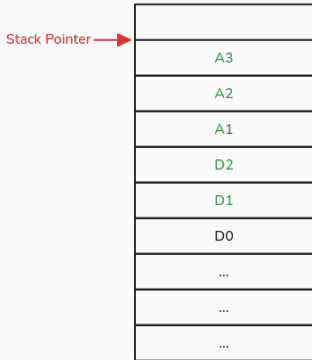 Stack Pointer
A3
A2
A1
D2
D1
D0
...
...
...